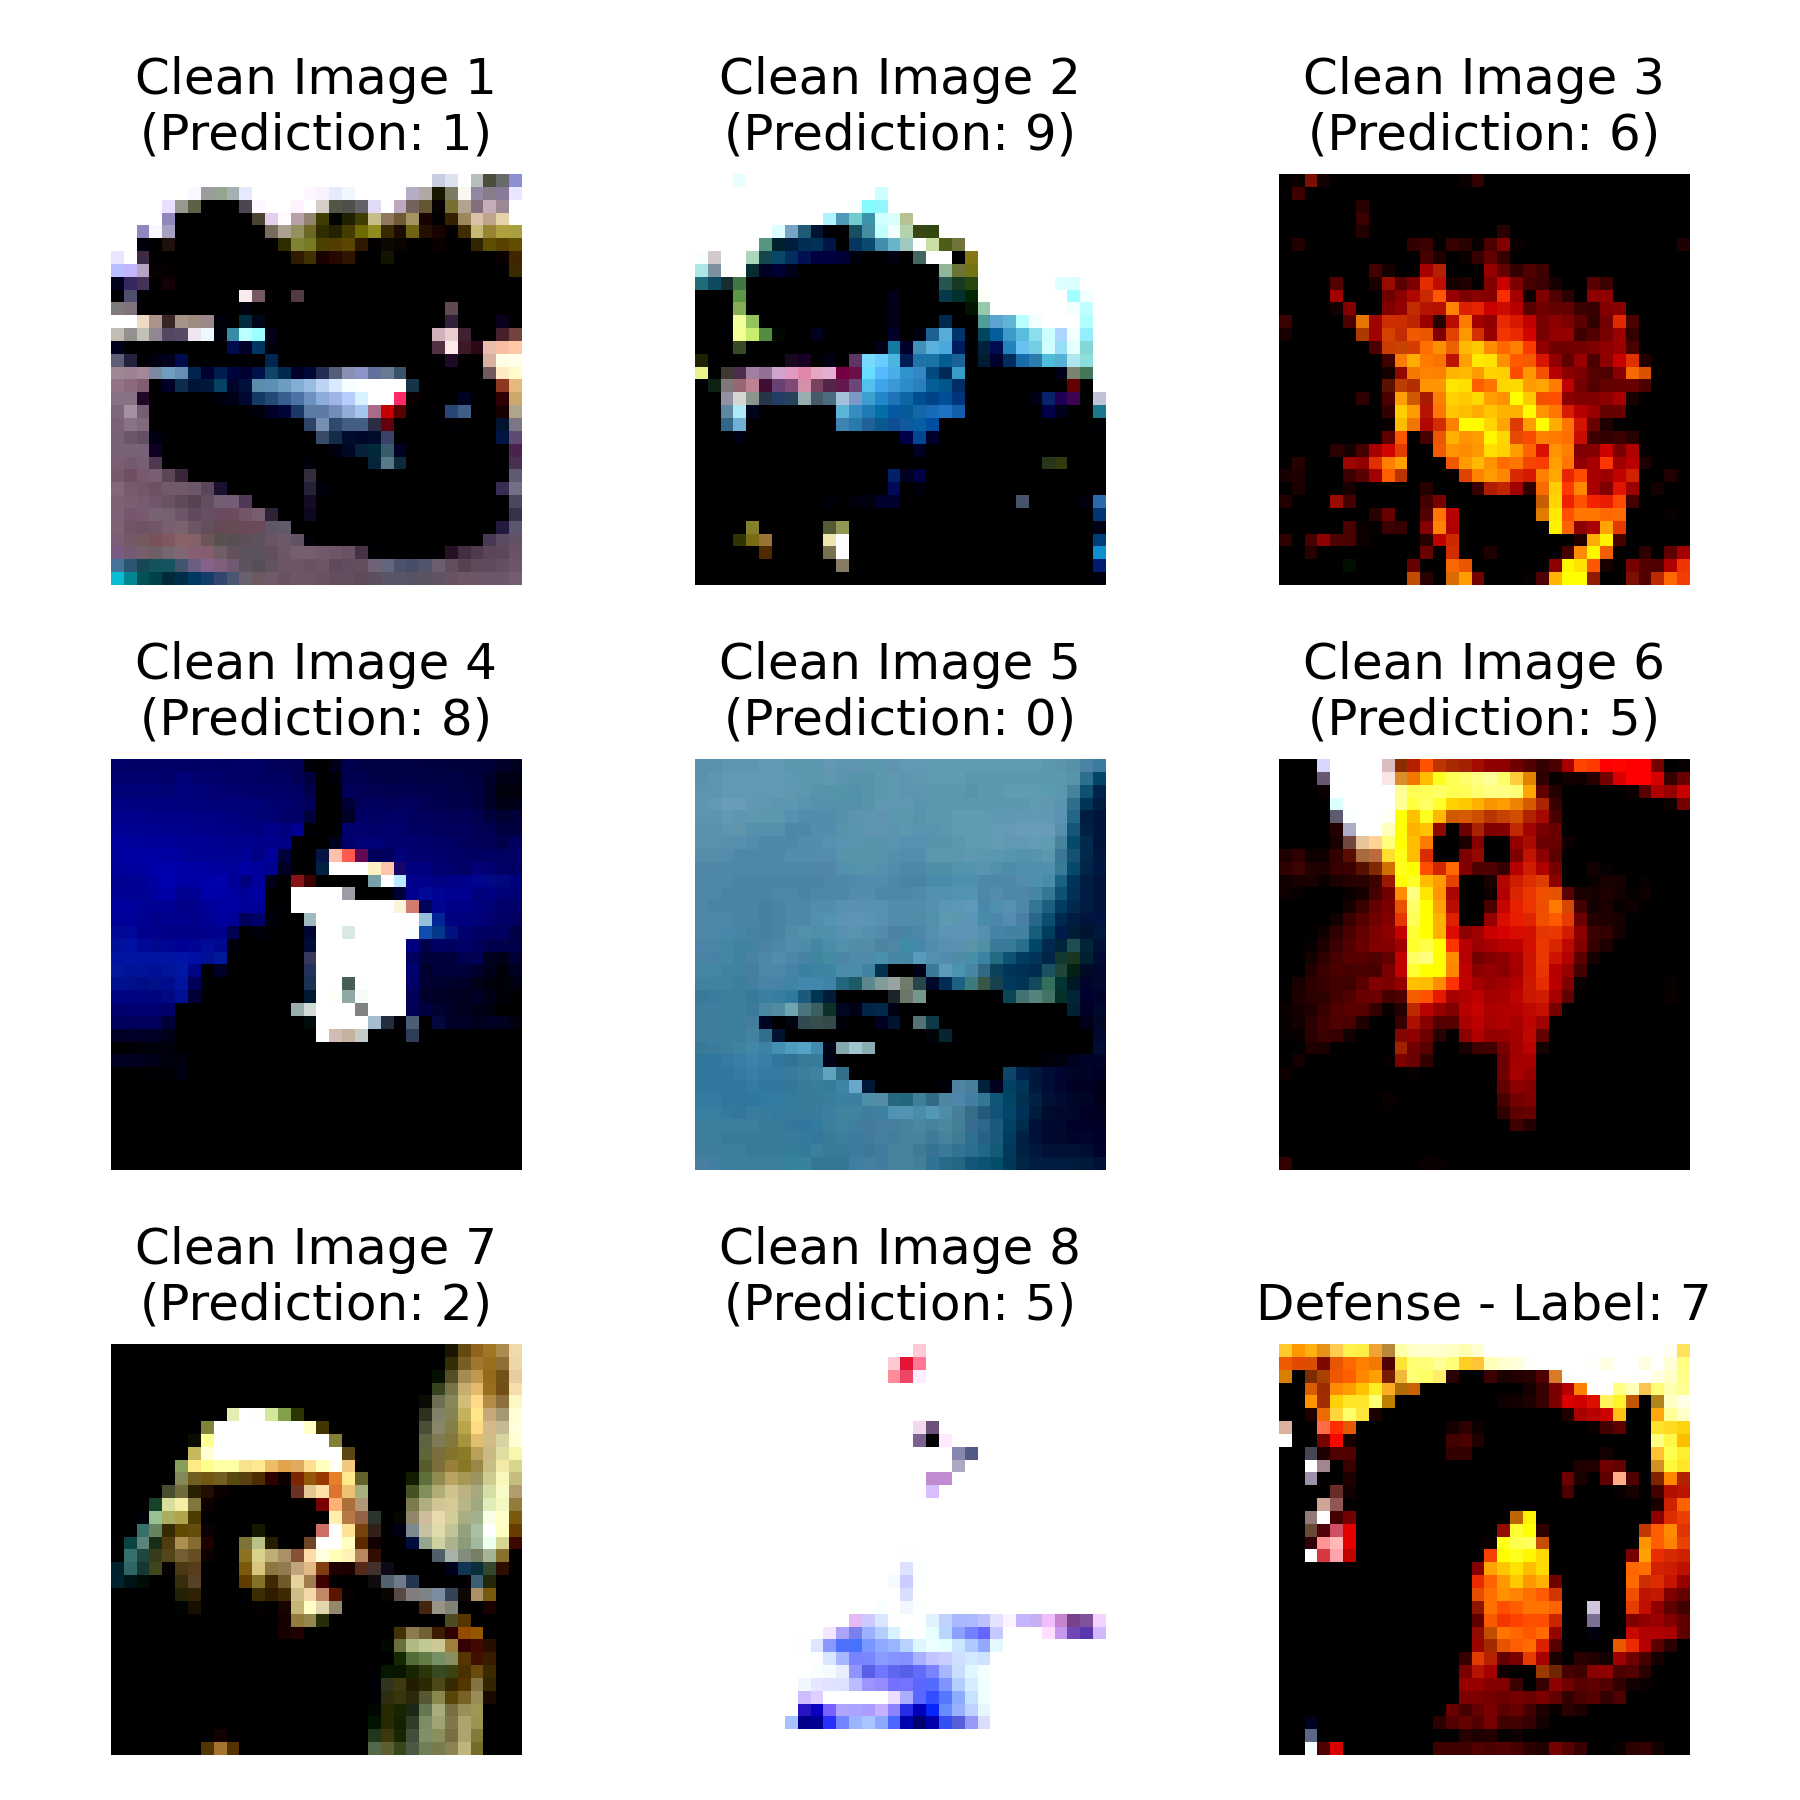 Clean Image 1
(Prediction: 1)
Clean Image 2
(Prediction: 9)
Clean Image 3
(Prediction: 6)
Clean Image 4
(Prediction: 8)
Clean Image 5
(Prediction: 0)
Clean Image 6
(Prediction: 5)
Clean Image 7
(Prediction: 2)
Clean Image 8
(Prediction: 5)
Defense - Label: 7